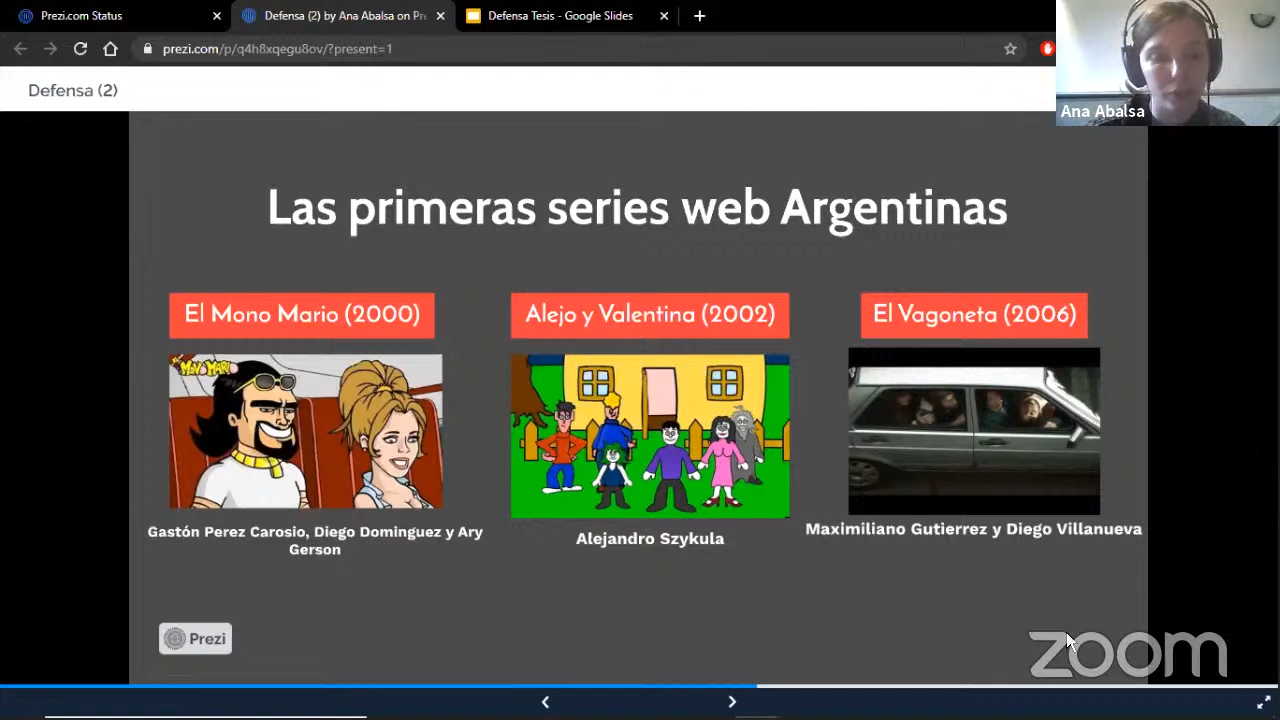 Prezi.com Status
Defensa (2) by Ana Abalsa on Pre
Defensa Tesis - Google Slides
prezi.com/p/q4h8xqegu8ov/?present=1
Defensa (2)
Ana Abalsa
Las primeras series web Argentinas
El Mono Mario (2000)
Alejo y Valentina (2002)
El Vagoneta (2006)
Gastón Perez Carosio, Diego Dominguez y Ary
Gerson
Alejandro Szykula
Maximiliano Gutierrez y Diego Villanueva
Prezi
zoom